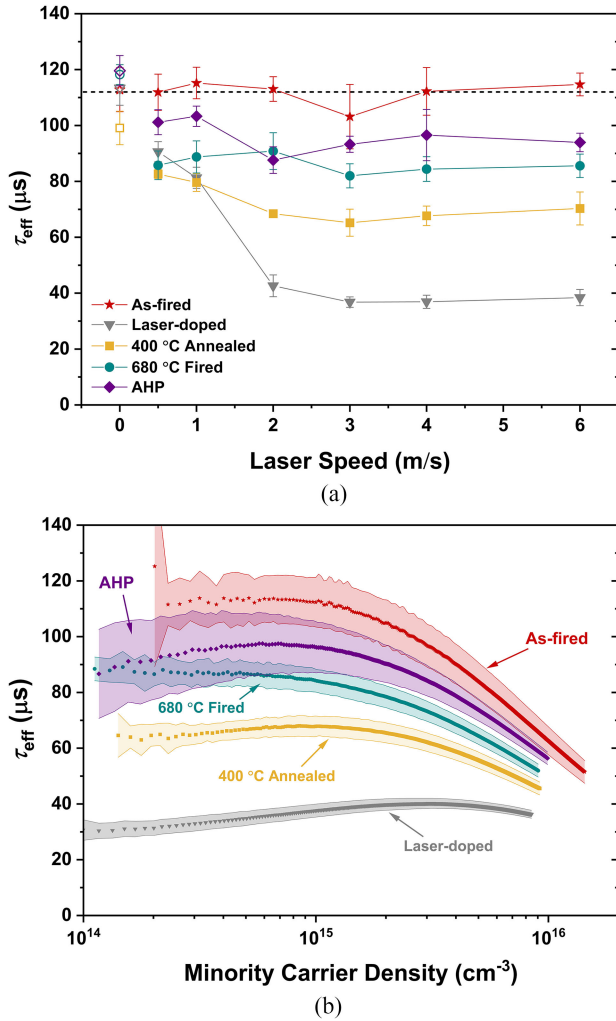 140
120
100
80
60
40
20
0
τeff (μs)
As-fired
Laser-doped
400 °C Annealed
680 °C Fired
AHP
0 1 2 3 4 5 6
Laser Speed (m/s)
(a)
140
120
100
80
60
40
20
0
τeff (μs)
AHP
As-fired
680 °C Fired
400 °C Annealed
Laser-doped
10^14 10^15 10^16
Minority Carrier Density (cm^-3)
(b)